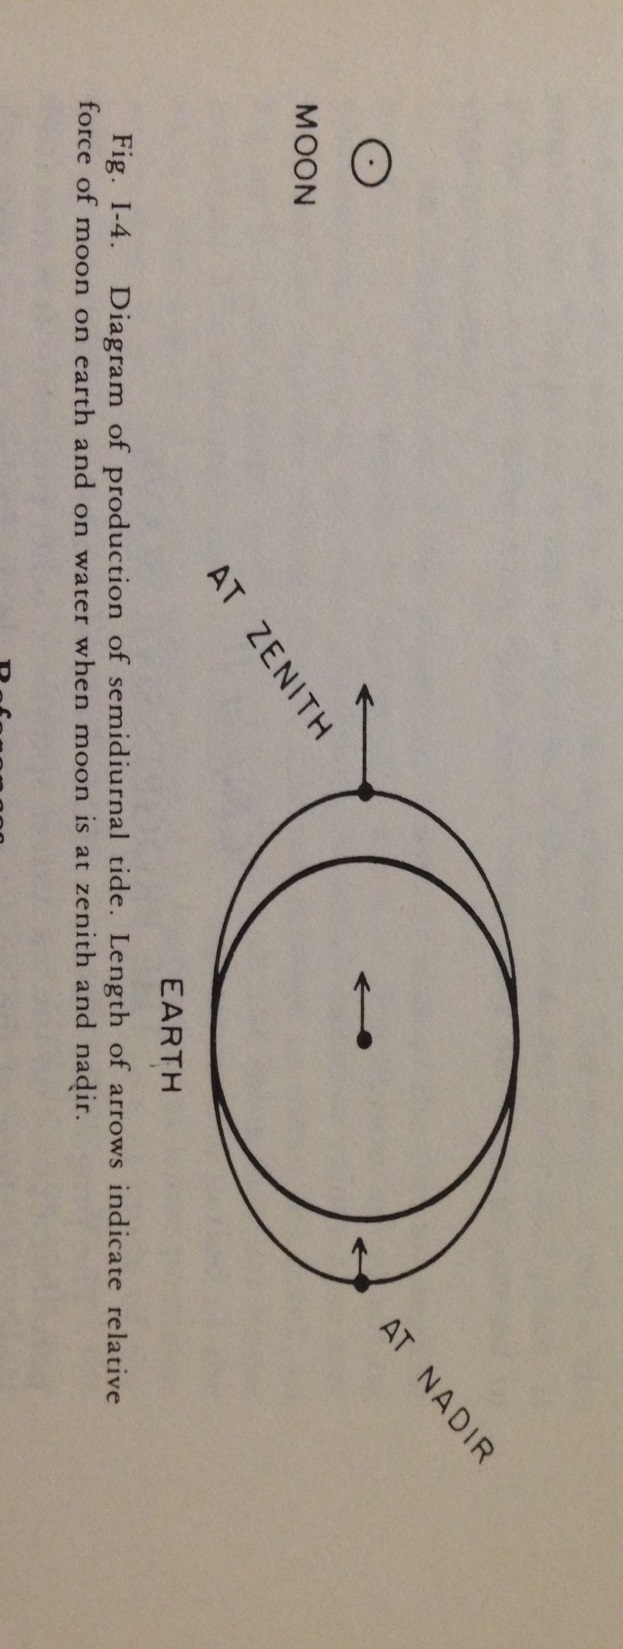 MOON
AT ZENITH
EARTH
AT NADIR
Fig. I-4. Diagram of production of semidiurnal tide. Length of arrows indicate relative
force of moon on earth and on water when moon is at zenith and nadir.